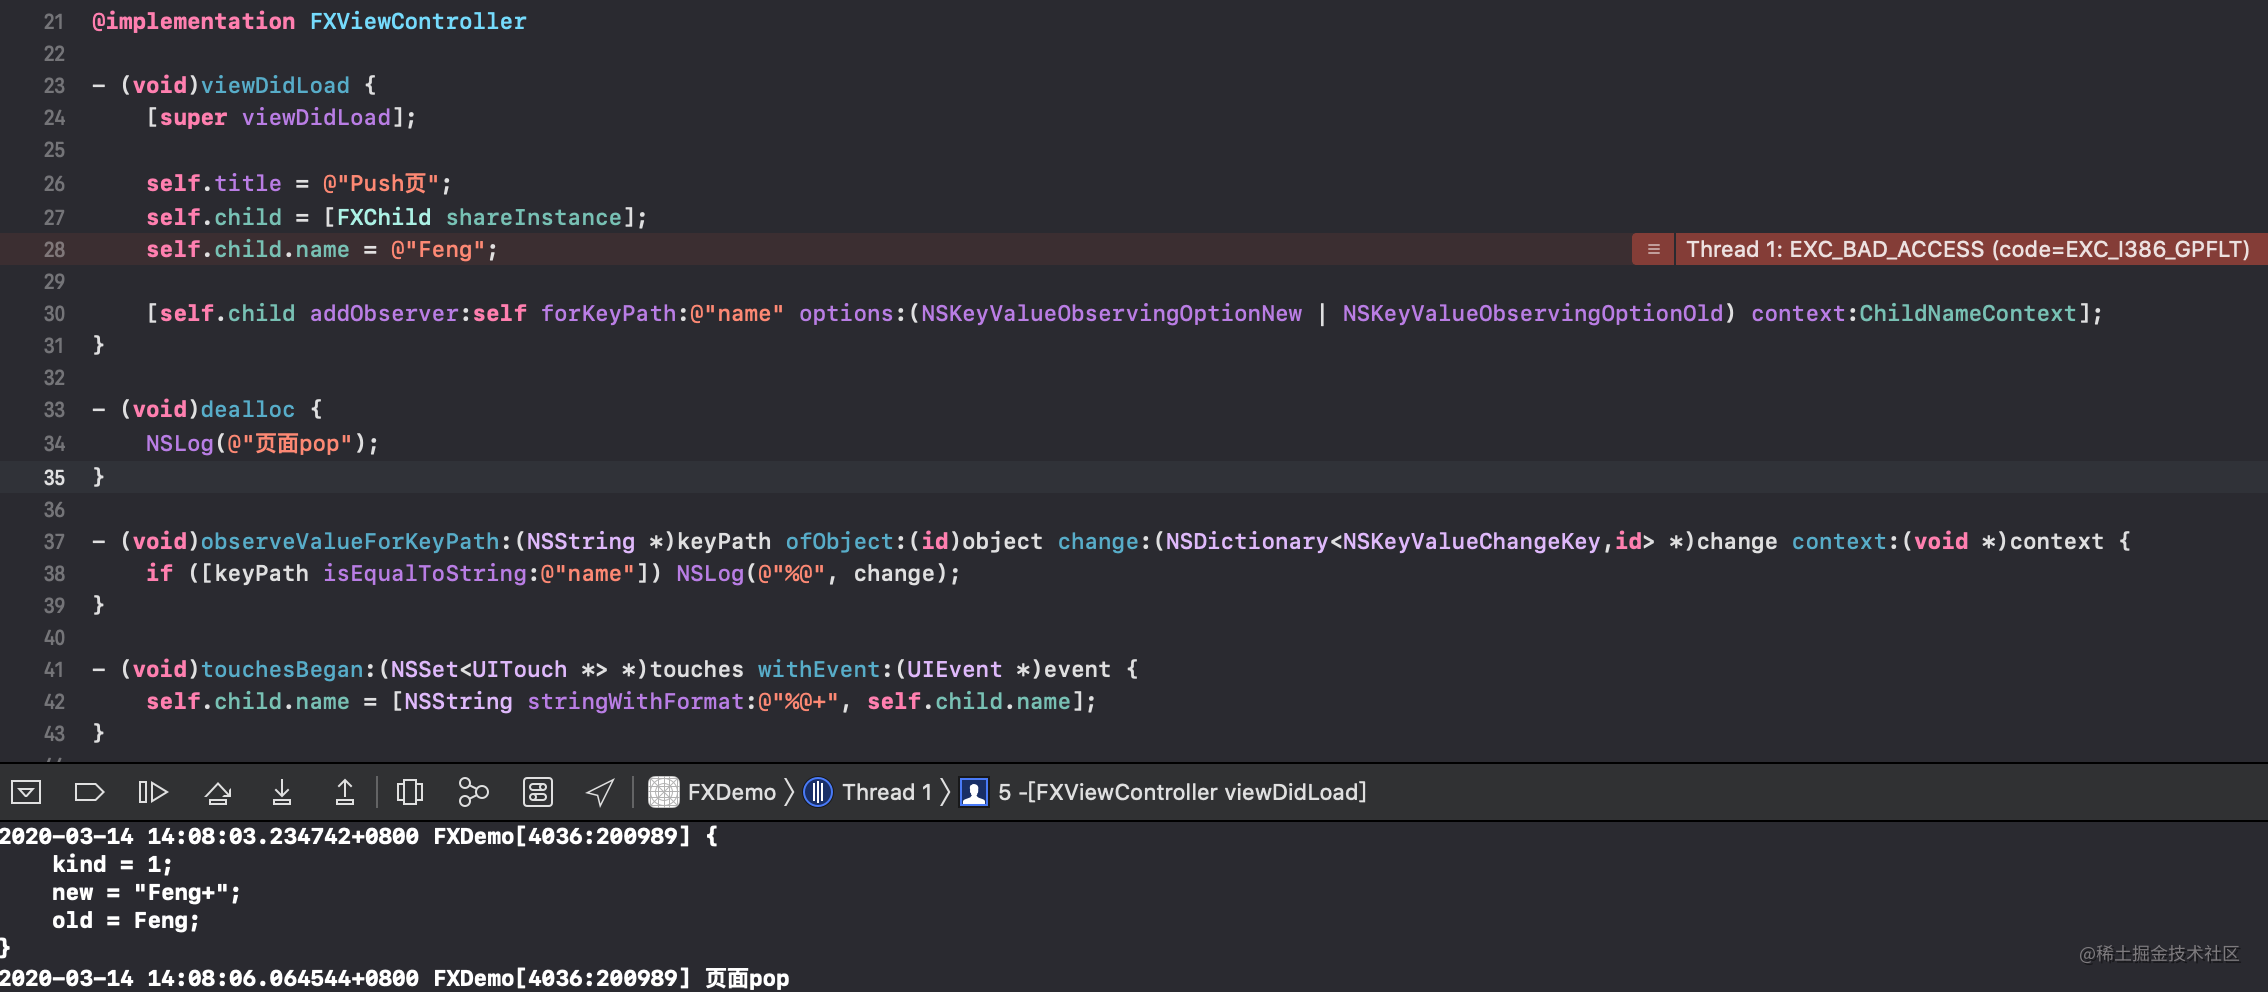 21 @implementation FXViewController
22
23 - (void)viewDidLoad {
24 [super viewDidLoad];
25
26 self.title = @"Push页";
27 self.child = [FXChild shareInstance];
28 self.child.name = @"Feng"; Thread 1: EXC_BAD_ACCESS (code=EXC_I386_GPFLT)
29
30 [self.child addObserver:self forKeyPath:@"name" options:(NSKeyValueObservingOptionNew | NSKeyValueObservingOptionOld) context:ChildNameContext];
31 }
32
33 - (void)dealloc {
34 NSLog(@"页面pop");
35 }
36
37 - (void)observeValueForKeyPath:(NSString *)keyPath ofObject:(id)object change:(NSDictionary<NSKeyValueChangeKey,id> *)change context:(void *)context {
38 if ([keyPath isEqualToString:@"name"]) NSLog(@"%@", change);
39 }
40
41 - (void)touchesBegan:(NSSet<UITouch *> *)touches withEvent:(UIEvent *)event {
42 self.child.name = [NSString stringWithFormat:@"%@+", self.child.name];
43 }
FXDemo 〉 Thread 1 〉 5 -[FXViewController viewDidLoad]
2020-03-14 14:08:03.234742+0800 FXDemo[4036:200989] {
kind = 1;
new = "Feng+";
old = Feng;
}
2020-03-14 14:08:06.064544+0800 FXDemo[4036:200989] 页面pop
@稀土掘金技术社区